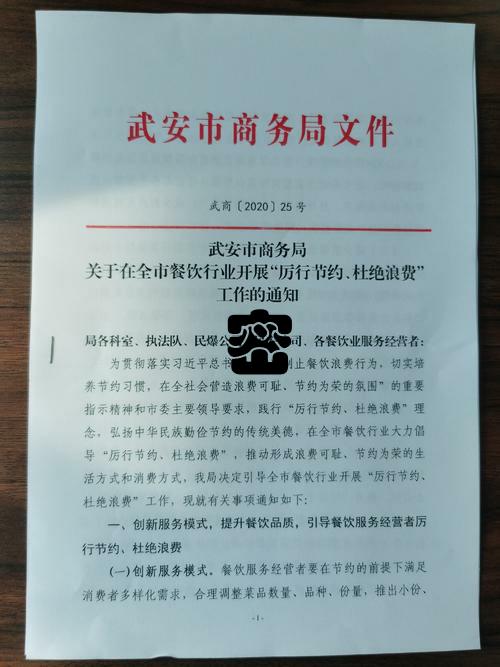 武安市商务局文件
武商〔2020〕25号
武安市商务局
关于在全市餐饮行业开展“厉行节约、杜绝浪费”
工作的通知
局各科室、执法队、民爆公 司、各餐饮业服务经营者：
为贯彻落实习近平总书 制止餐饮浪费行为，切实培
养节约习惯，在全社会营造浪费可耻、节约为荣的氛围”的重要
指示精神和市委主要领导要求，践行“厉行节约、杜绝浪费”理
念，弘扬中华民族勤俭节约的传统美德，在全市餐饮行业大力倡
导“厉行节约、杜绝浪费”，推动形成浪费可耻、节约为荣的生
活方式和消费方式，我局决定引导全市餐饮行业开展“厉行节约、
杜绝浪费”工作，现就有关事项通知如下：
一、创新服务模式，提升餐饮品质，引导餐饮服务经营者厉
行节约、杜绝浪费
(一)创新服务模式。餐饮服务经营者要在节约的前提下满足
消费者多样化需求，合理调整菜品数量、品种、份量，推出小份、
-1-